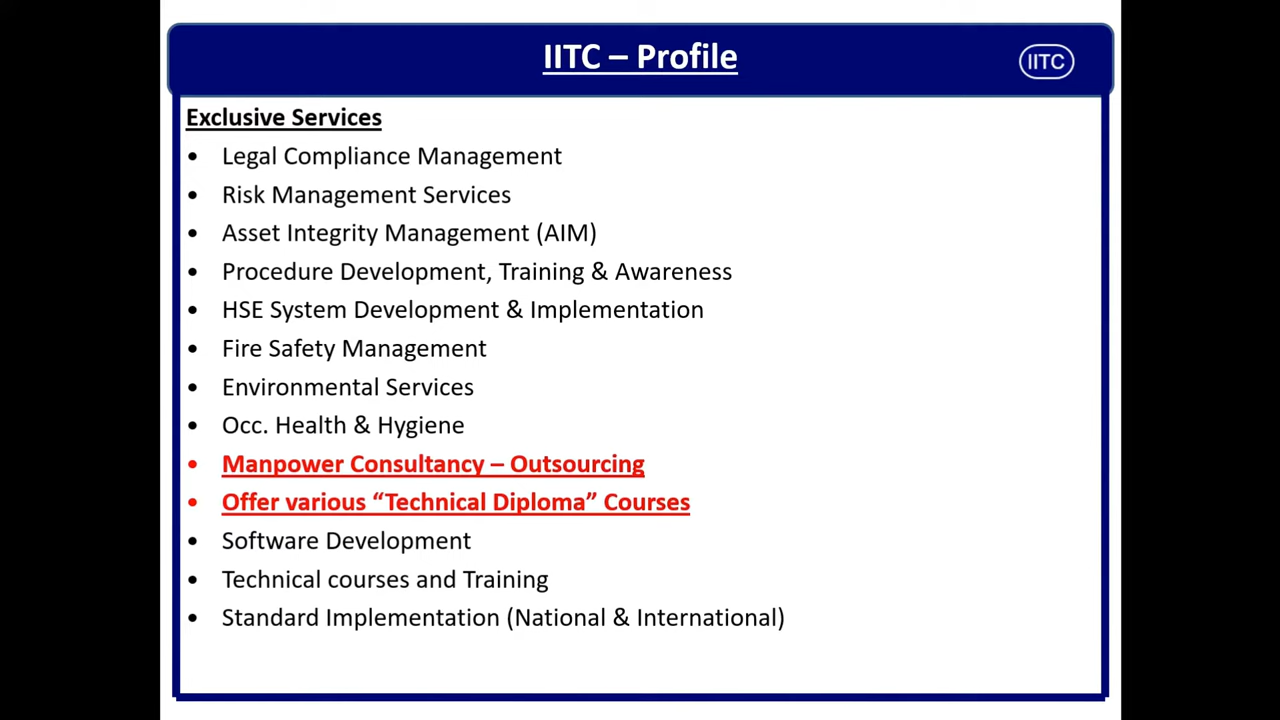 IITC – Profile
IITC
Exclusive Services
• Legal Compliance Management
• Risk Management Services
• Asset Integrity Management (AIM)
• Procedure Development, Training & Awareness
• HSE System Development & Implementation
• Fire Safety Management
• Environmental Services
• Occ. Health & Hygiene
• Manpower Consultancy – Outsourcing
• Offer various “Technical Diploma” Courses
• Software Development
• Technical courses and Training
• Standard Implementation (National & International)